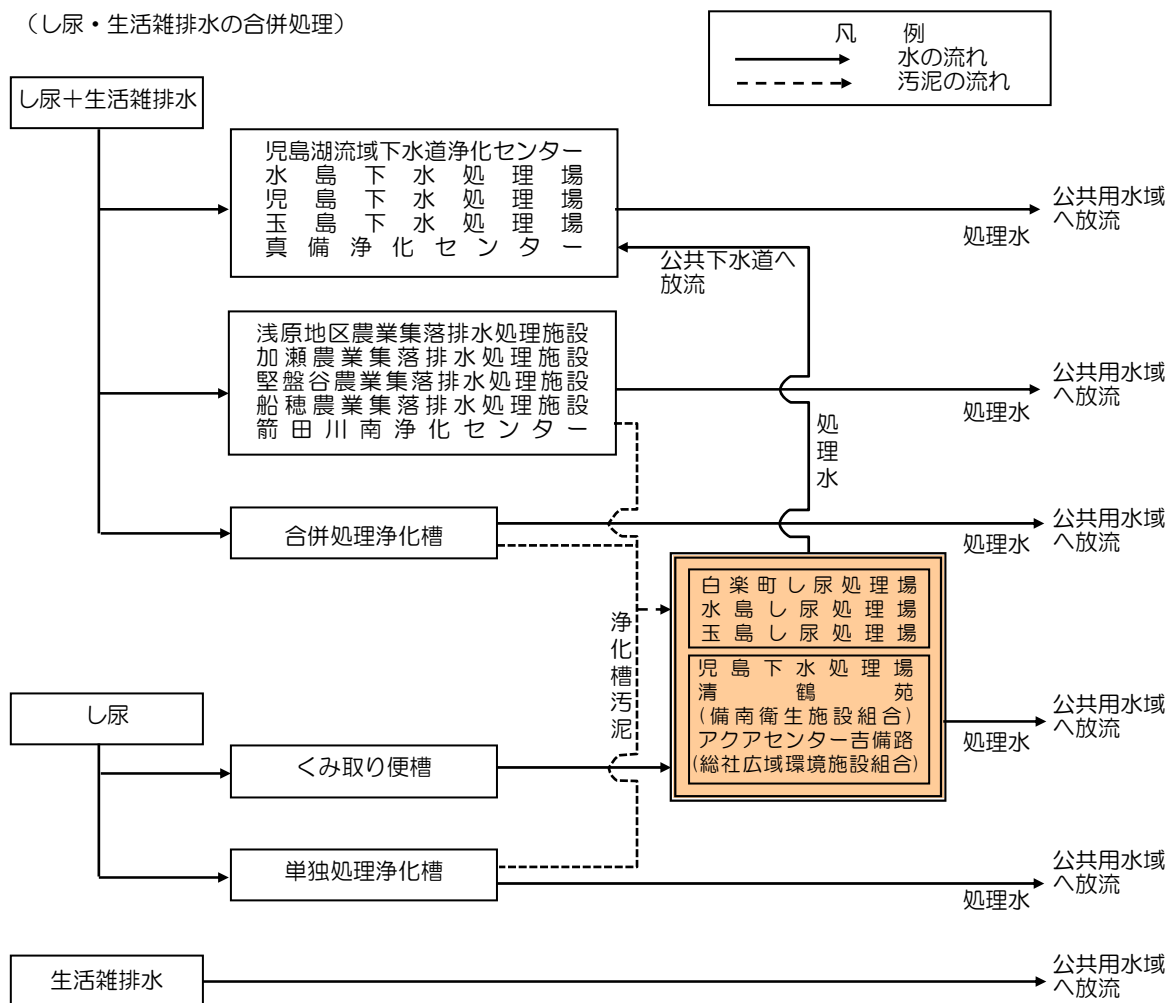 （し尿・生活雑排水の合併処理）
凡　例
水の流れ
汚泥の流れ
し尿＋生活雑排水
児島湖流域下水道浄化センター
水島下水処理場
児島下水処理場
玉島下水処理場
真備浄化センター
処理水
公共用水域
へ放流
公共下水道へ
放流
浅原地区農業集落排水処理施設
加瀬農業集落排水処理施設
堅盤谷農業集落排水処理施設
船穂農業集落排水処理施設
箭田川南浄化センター
処理水
公共用水域
へ放流
処理水
合併処理浄化槽
処理水
公共用水域
へ放流
浄化槽汚泥
白楽町し尿処理場
水島し尿処理場
玉島し尿処理場
児島下水処理場
清鶴苑
(備南衛生施設組合)
アクアセンター吉備路
(総社広域環境施設組合)
処理水
公共用水域
へ放流
し尿
くみ取り便槽
単独処理浄化槽
処理水
公共用水域
へ放流
生活雑排水
公共用水域
へ放流